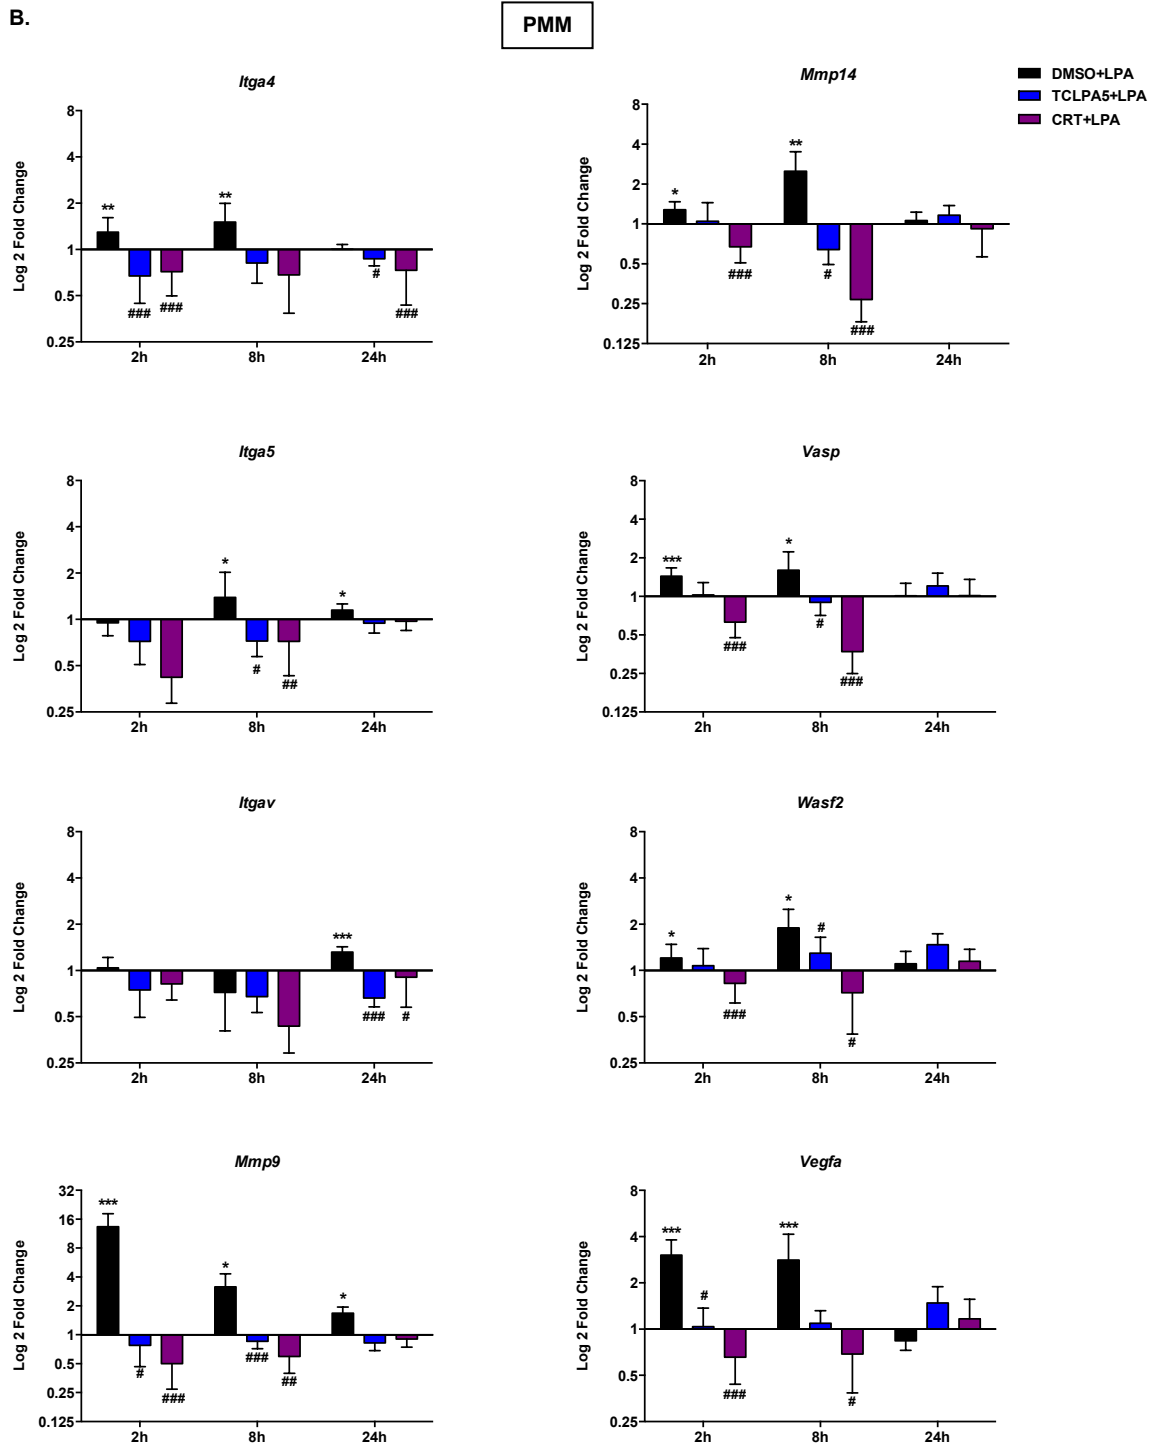 B.
PMM
DMSO+LPA
TCLPA5+LPA
CRT+LPA
Itga4
Log 2 Fold Change
8
4
2
1
0.5
0.25
**
###
###
**
#
###
2h
8h
24h
Mmp14
Log 2 Fold Change
8
4
2
1
0.5
0.25
0.125
*
###
**
#
###
2h
8h
24h
Itga5
Log 2 Fold Change
8
4
2
1
0.5
0.25
*
#
##
*
2h
8h
24h
Vasp
Log 2 Fold Change
8
4
2
1
0.5
0.25
0.125
***
###
*
#
###
2h
8h
24h
Itgav
Log 2 Fold Change
8
4
2
1
0.5
0.25
***
###
#
2h
8h
24h
Wasf2
Log 2 Fold Change
8
4
2
1
0.5
0.25
*
###
*
#
#
2h
8h
24h
Mmp9
Log 2 Fold Change
32
16
8
4
2
1
0.5
0.25
0.125
***
#
###
*
###
##
*
2h
8h
24h
Vegfa
Log 2 Fold Change
8
4
2
1
0.5
0.25
***
#
###
***
#
2h
8h
24h